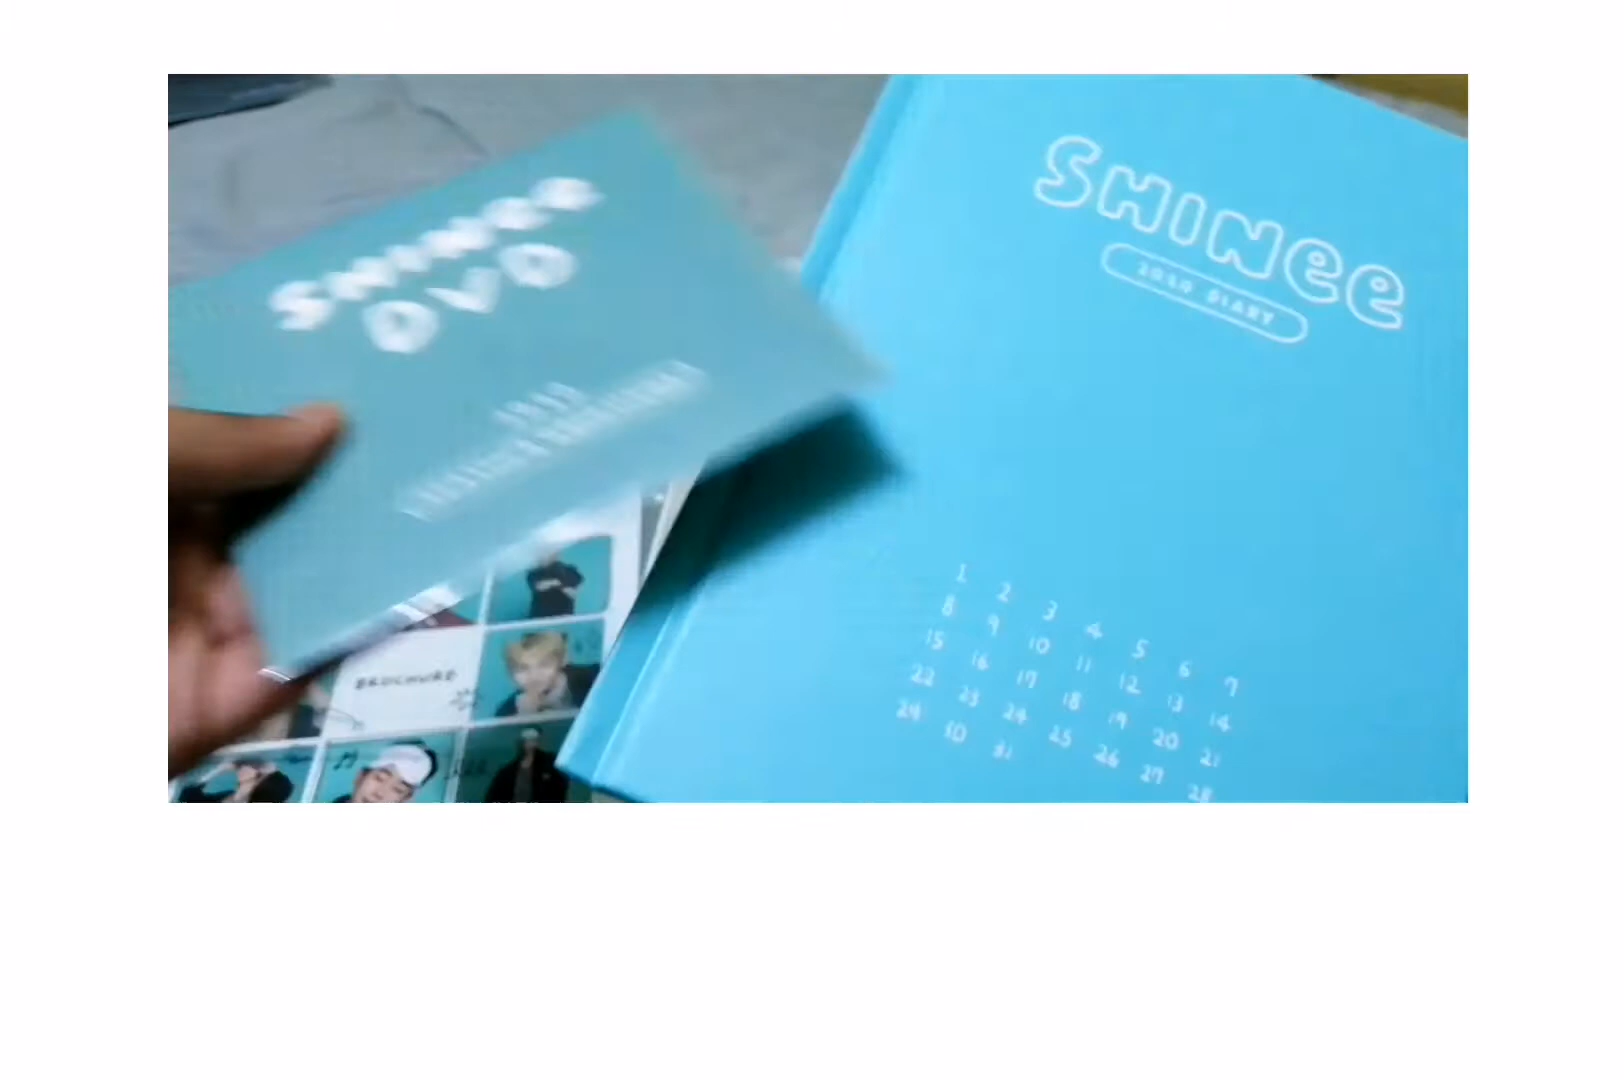 SHINee
DVD
SHINee
2020 DIARY
BROCHURE
1 2 3 4 5 6 7
8 9 10 11 12 13 14
15 16 17 18 19 20 21
22 23 24 25 26 27 28
29 30 31